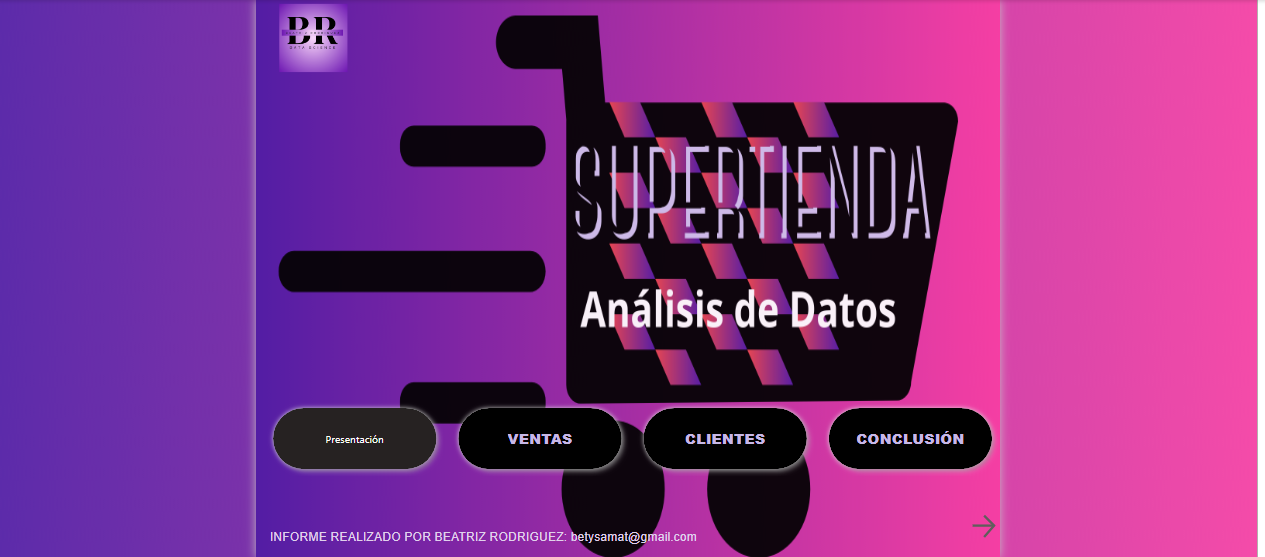 BR
DATA SCIENCE
SUPERTIENDA
Análisis de Datos
Presentación
VENTAS
CLIENTES
CONCLUSIÓN
INFORME REALIZADO POR BEATRIZ RODRIGUEZ: betysamat@gmail.com